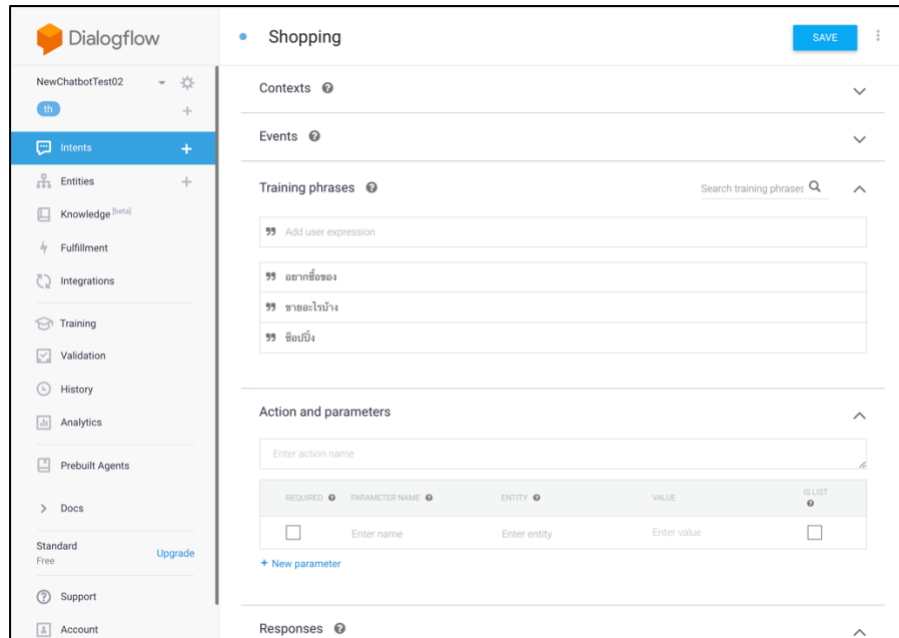 Dialogflow
Shopping
SAVE
NewChatbotTest02
th
Intents
Entities
Knowledge [beta]
Fulfillment
Integrations
Training
Validation
History
Analytics
Prebuilt Agents
Docs
Standard
Free
Upgrade
Support
Account
Contexts
Events
Training phrases
Search training phrases
Add user expression
อยากซื้อของ
ขายอะไรบ้าง
ช็อปปิ้ง
Action and parameters
Enter action name
REQUIRED PARAMETER NAME ENTITY VALUE IS LIST
Enter name Enter entity Enter value
+ New parameter
Responses